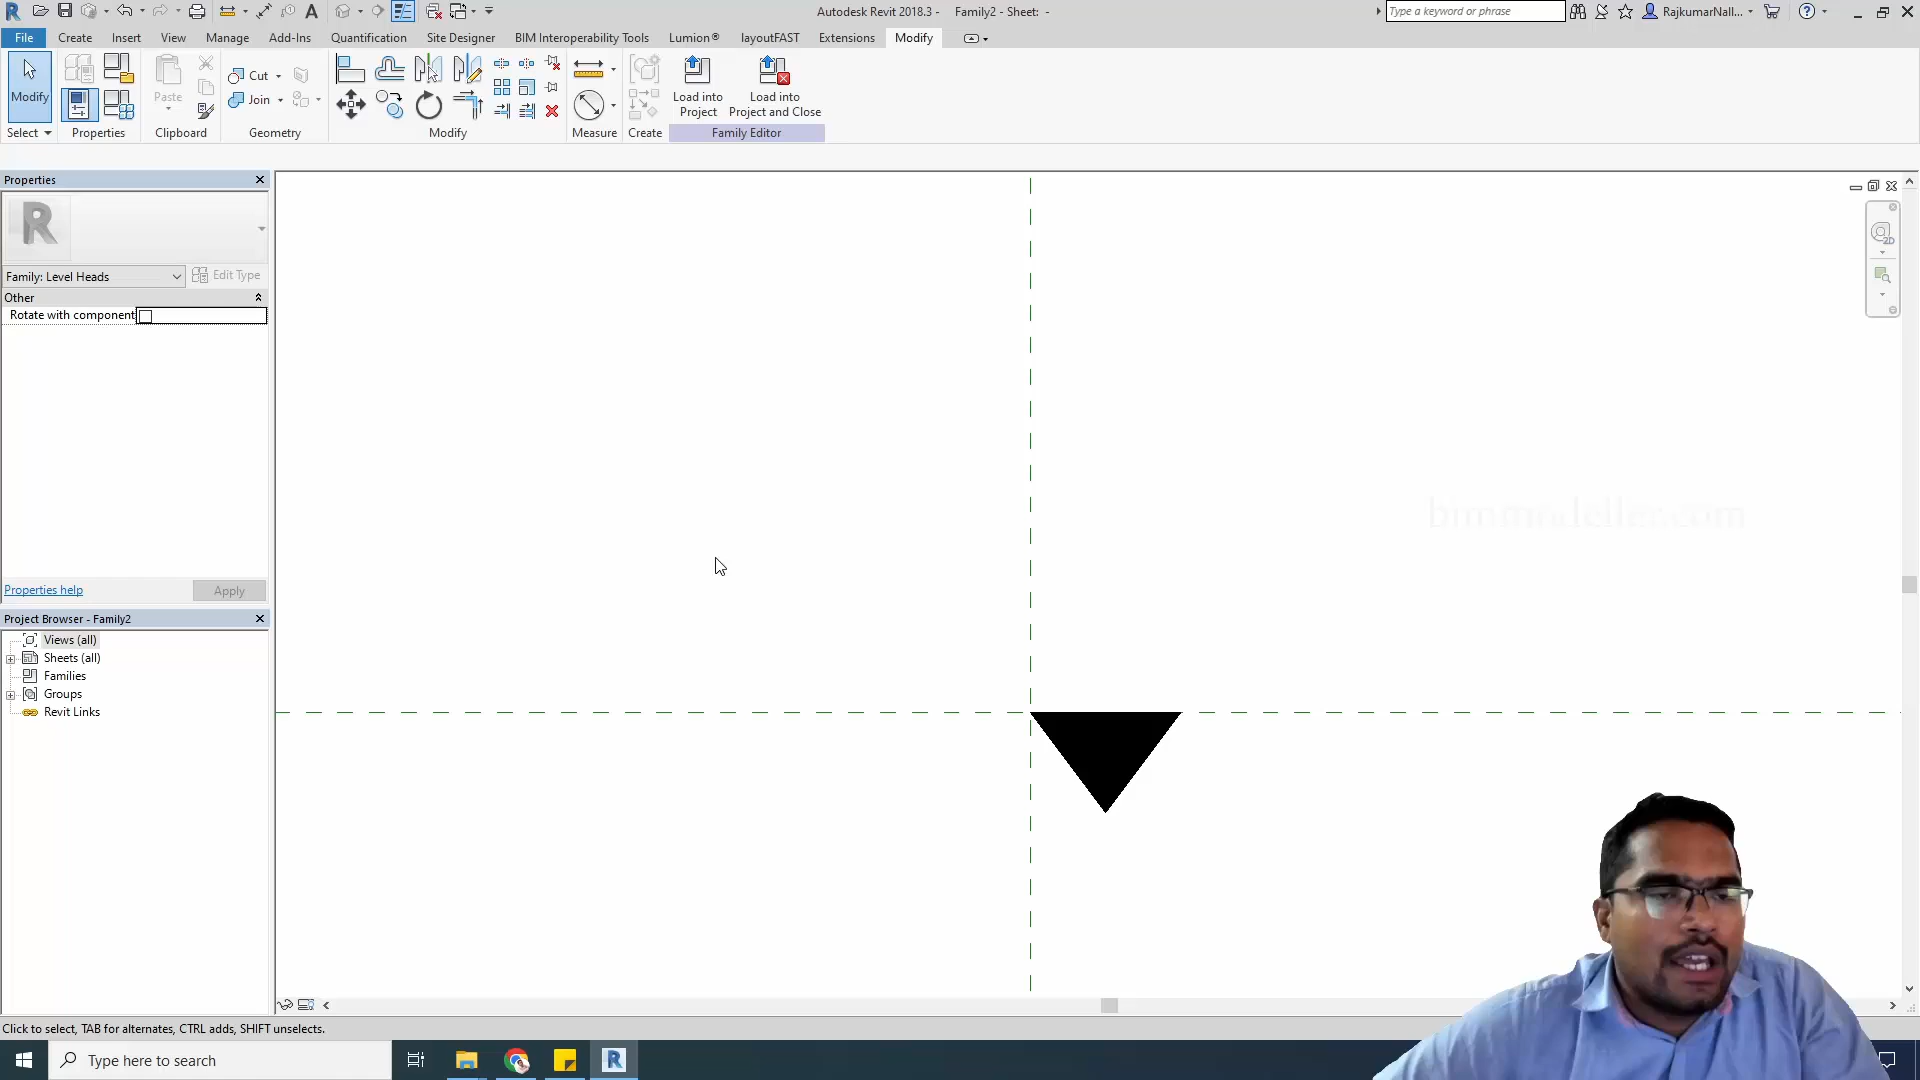 Autodesk Revit 2018.3 -    Family2 - Sheet:  -
Type a keyword or phrase
RajkumarNall...
File Create Insert View Manage Add-Ins Quantification Site Designer BIM Interoperability Tools Lumion® layoutFAST Extensions Modify
Modify
Paste
Cut
Join
Load into
Project
Load into
Project and Close
Select Properties Clipboard Geometry Modify Measure Create Family Editor
Properties
Family: Level Heads
Edit Type
Other
Rotate with component
Properties help
Apply
Project Browser - Family2
Views (all)
Sheets (all)
Families
Groups
Revit Links
2D
bimmodeller.com
Click to select, TAB for alternates, CTRL adds, SHIFT unselects.
Type here to search